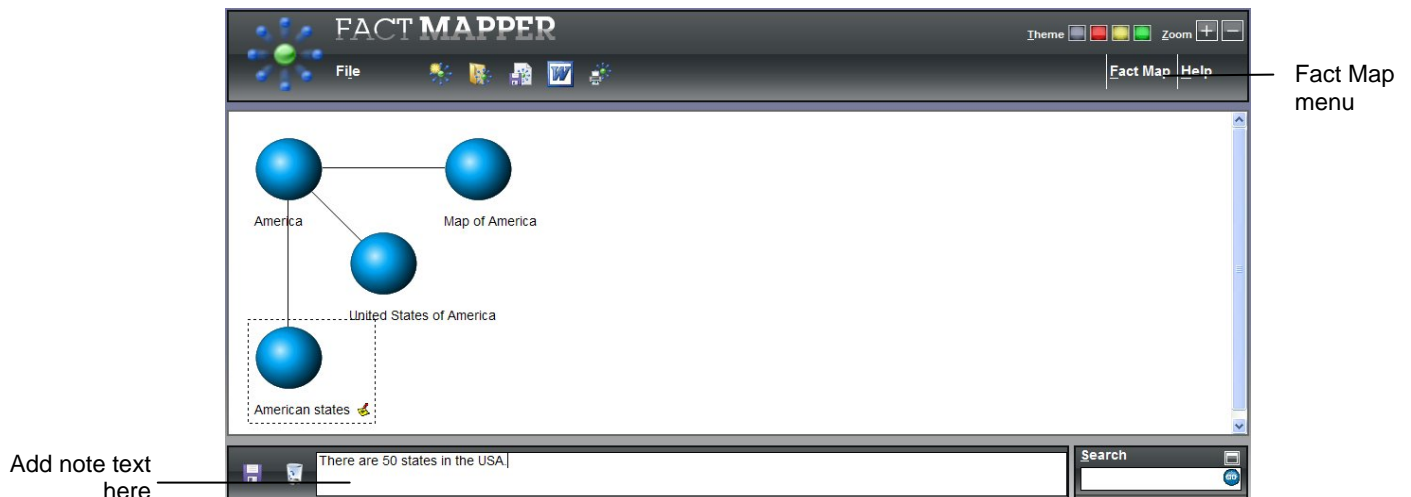 FACT MAPPER
Theme
Zoom
File
W
Fact Map
Help
Fact Map
menu
America
Map of America
United States of America
American states
Add note text
here
There are 50 states in the USA.
Search
GO